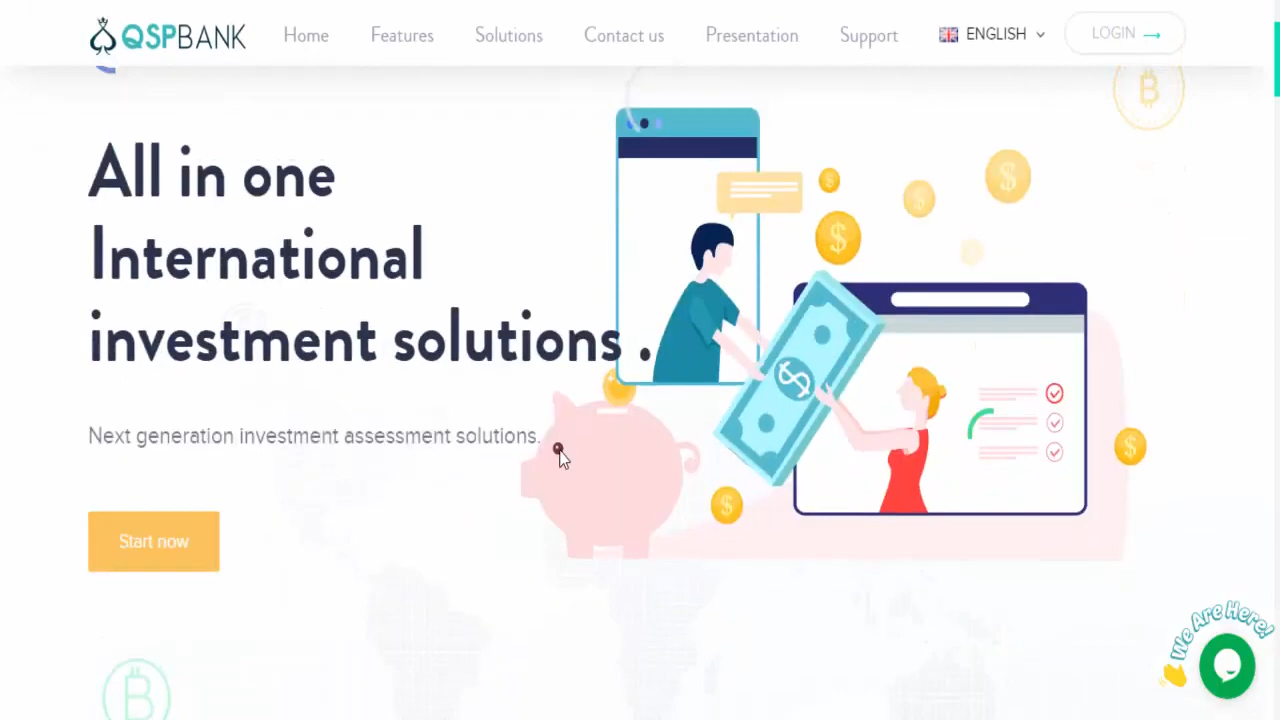 QSPBANK Home Features Solutions Contact us Presentation Support ENGLISH LOGIN →
All in one
International
investment solutions .
Next generation investment assessment solutions.
Start now
We Are Here!